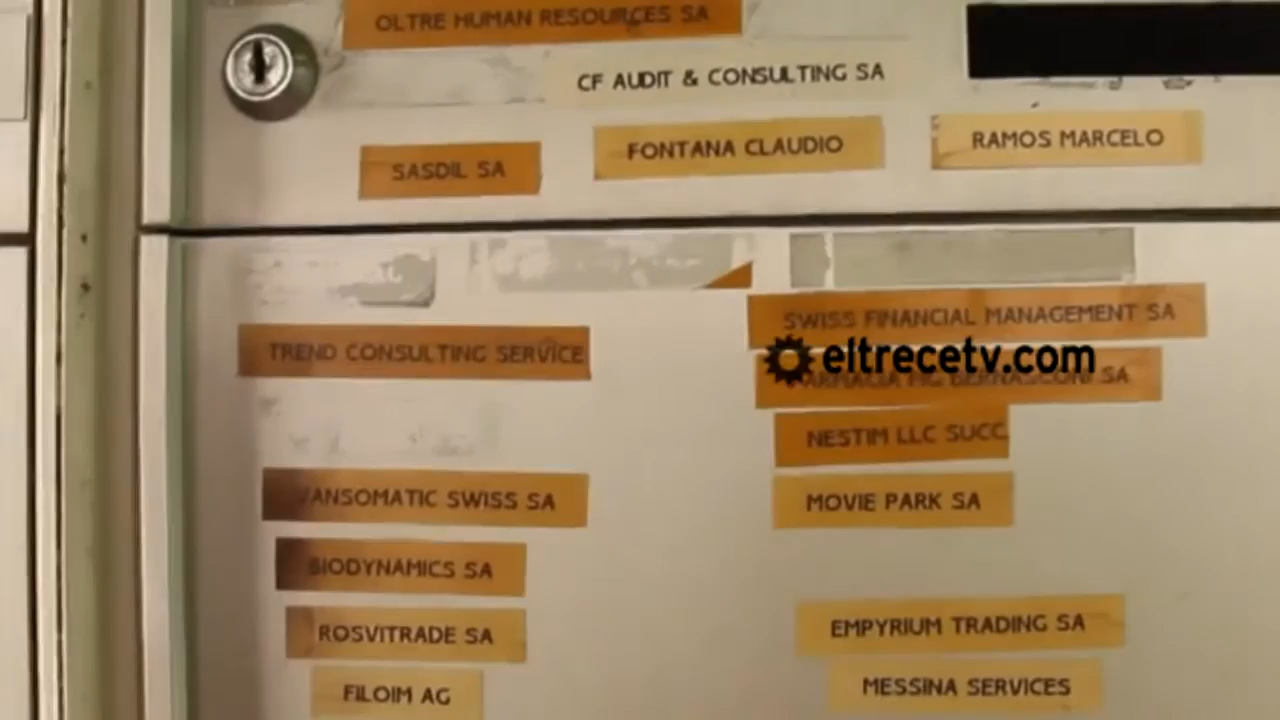 OLTRE HUMAN RESOURCES SA
CF AUDIT & CONSULTING SA
SASDIL SA
FONTANA CLAUDIO
RAMOS MARCELO
TREND CONSULTING SERVICE
SWISS FINANCIAL MANAGEMENT SA
eltrecetv.com
BERNASCONI SA
NESTIM LLC SUCC.
VANSOMATIC SWISS SA
MOVIE PARK SA
BIODYNAMICS SA
ROSVITRADE SA
EMPYRIUM TRADING SA
FILOIM AG
MESSINA SERVICES